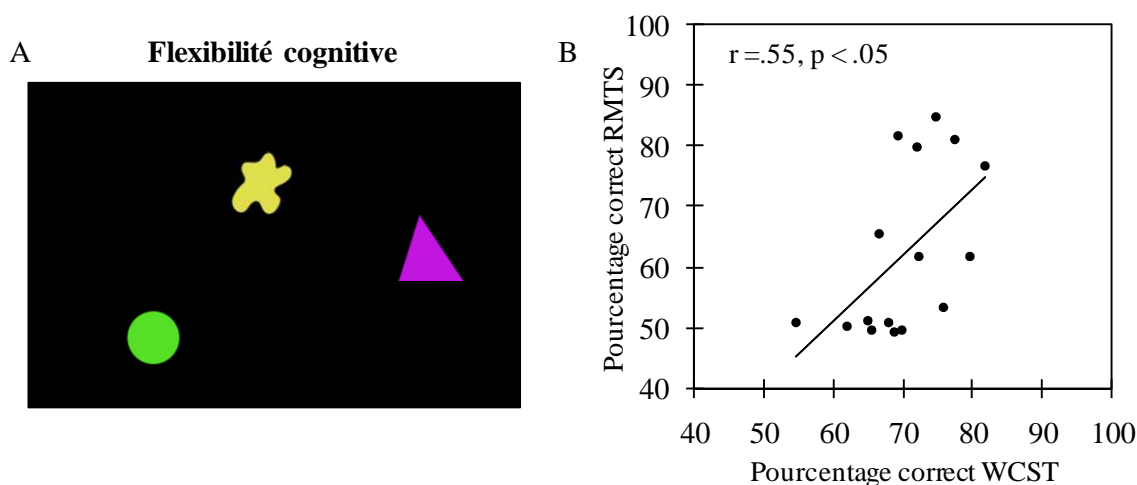 A
Flexibilité cognitive
B
r =.55, p < .05
Pourcentage correct RMTS
100
90
80
70
60
50
40
40 50 60 70 80 90 100
Pourcentage correct WCST